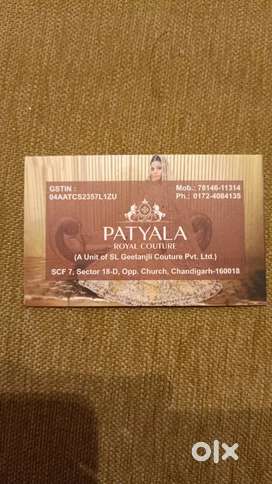 GSTIN :
04AATCS2357L1ZU
Mob.: 78146-11314
Ph.: 0172-4084135
PATYALA
ROYAL COUTURE
(A Unit of SL Geetanjli Couture Pvt. Ltd.)
SCF 7, Sector 18-D, Opp. Church, Chandigarh-160018
olx